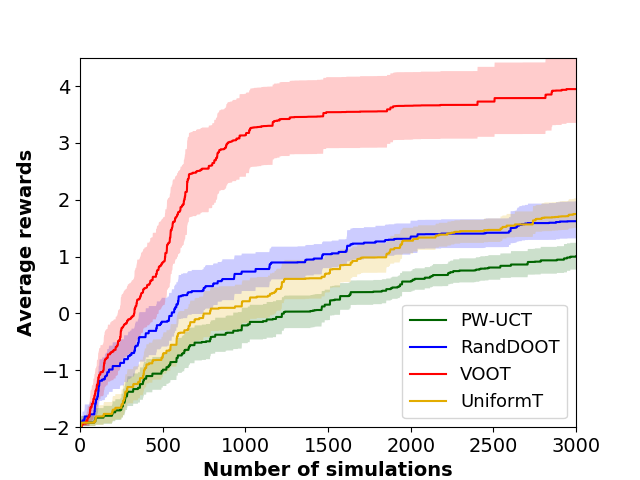 4
3
2
1
0
−1
−2
Average rewards
PW-UCT
RandDOOT
VOOT
UniformT
0 500 1000 1500 2000 2500 3000
Number of simulations